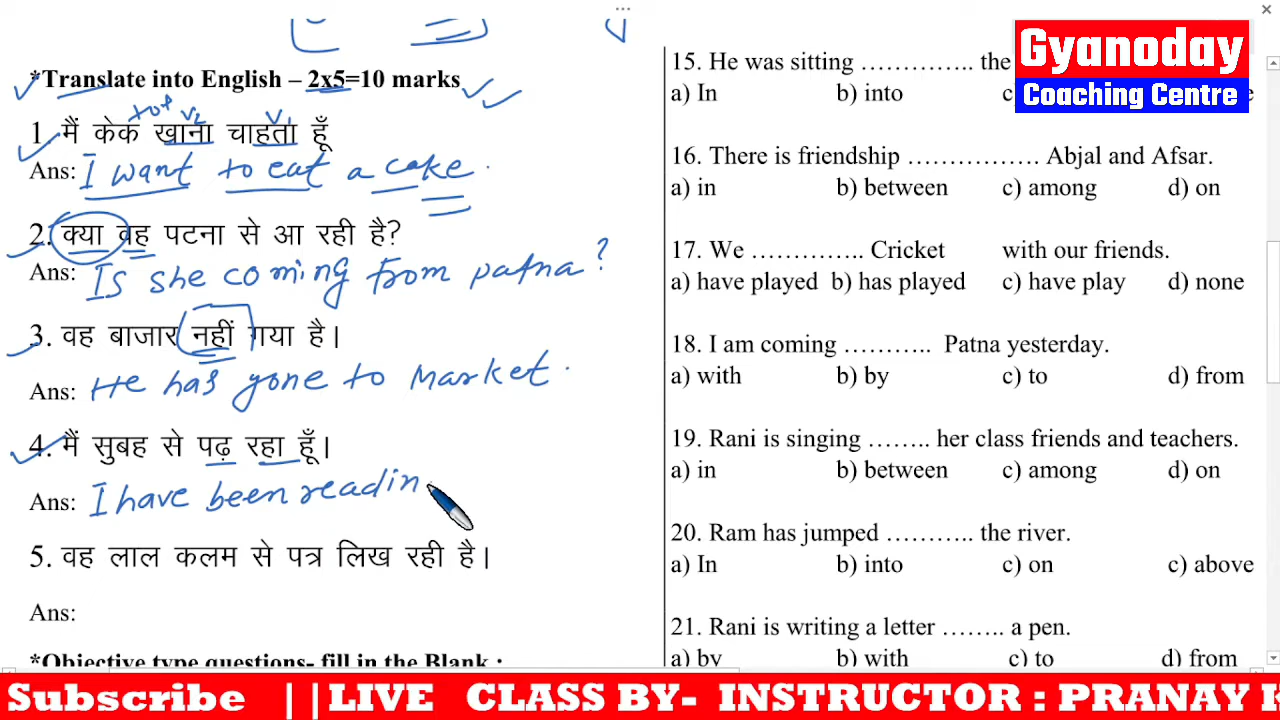 *Translate into English – 2x5=10 marks
1. मैं केक खाना चाहता हूँ
Ans: I want to eat a cake.
2. क्या वह पटना से आ रही है?
Ans: Is she coming from patna?
3. वह बाजार नहीं गया है।
Ans: He has gone to market.
4. मैं सुबह से पढ़ रहा हूँ।
Ans: I have been readin
5. वह लाल कलम से पत्र लिख रही है।
Ans:
*Objective type questions- fill in the Blank :
Gyanoday
Coaching Centre
15. He was sitting ………….. the
a) In b) into c
16. There is friendship ……………. Abjal and Afsar.
a) in b) between c) among d) on
17. We ………….. Cricket with our friends.
a) have played b) has played c) have play d) none
18. I am coming ……….. Patna yesterday.
a) with b) by c) to d) from
19. Rani is singing …….. her class friends and teachers.
a) in b) between c) among d) on
20. Ram has jumped ……….. the river.
a) In b) into c) on c) above
21. Rani is writing a letter …….. a pen.
a) by b) with c) to d) from
Subscribe ||LIVE CLASS BY- INSTRUCTOR : PRANAY